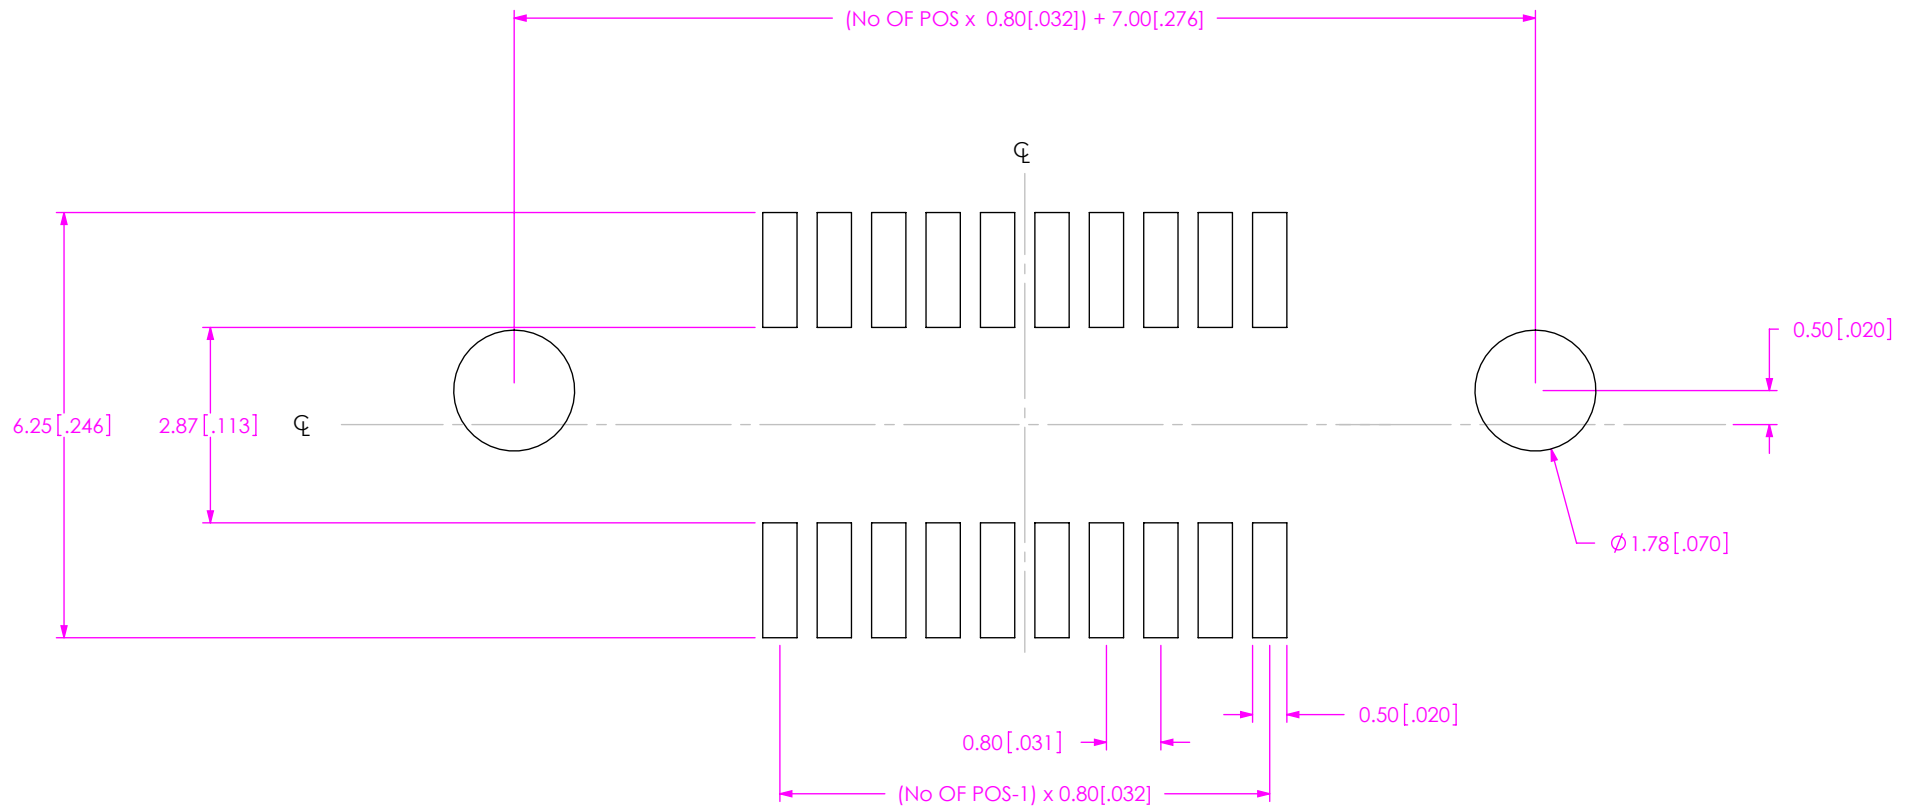 (No OF POS x 0.80[.032]) + 7.00[.276]
℄
0.50[.020]
6.25[.246]
2.87[.113]
℄
Ø1.78[.070]
0.50[.020]
0.80[.031]
(No OF POS-1) x 0.80[.032]